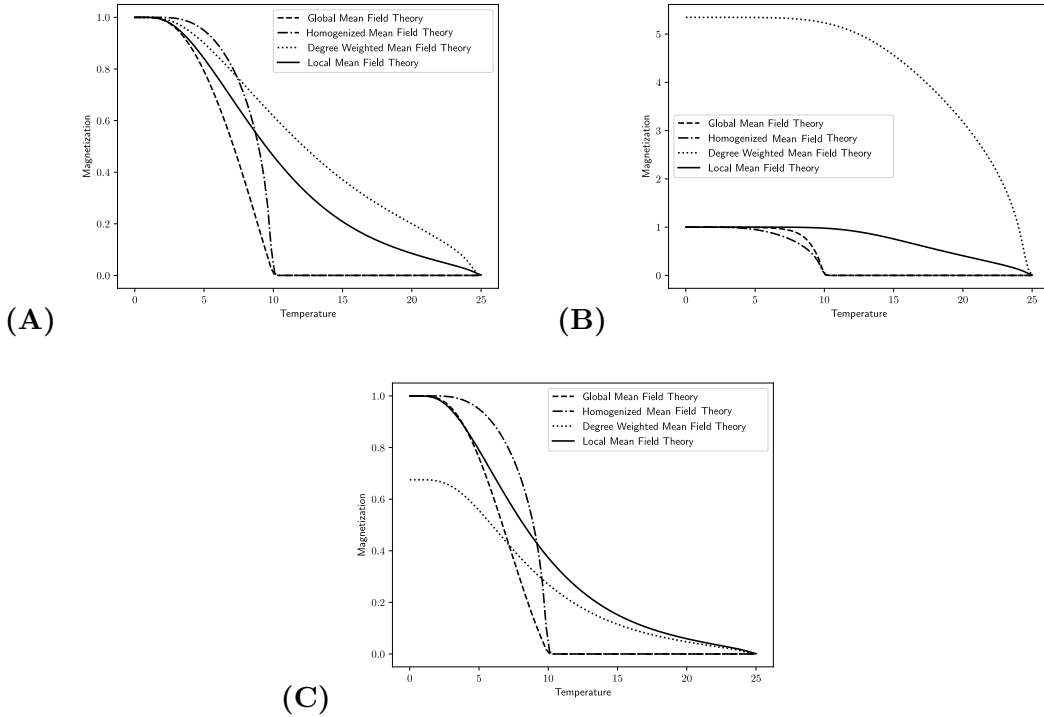 1.0
0.8
0.6
0.4
0.2
0.0
Magnetization
0
5
10
15
20
25
Temperature
Global Mean Field Theory
Homogenized Mean Field Theory
Degree Weighted Mean Field Theory
Local Mean Field Theory
(A)
5
4
3
2
1
0
Magnetization
0
5
10
15
20
25
Temperature
Global Mean Field Theory
Homogenized Mean Field Theory
Degree Weighted Mean Field Theory
Local Mean Field Theory
(B)
1.0
0.8
0.6
0.4
0.2
0.0
Magnetization
0
5
10
15
20
25
Temperature
Global Mean Field Theory
Homogenized Mean Field Theory
Degree Weighted Mean Field Theory
Local Mean Field Theory
(C)